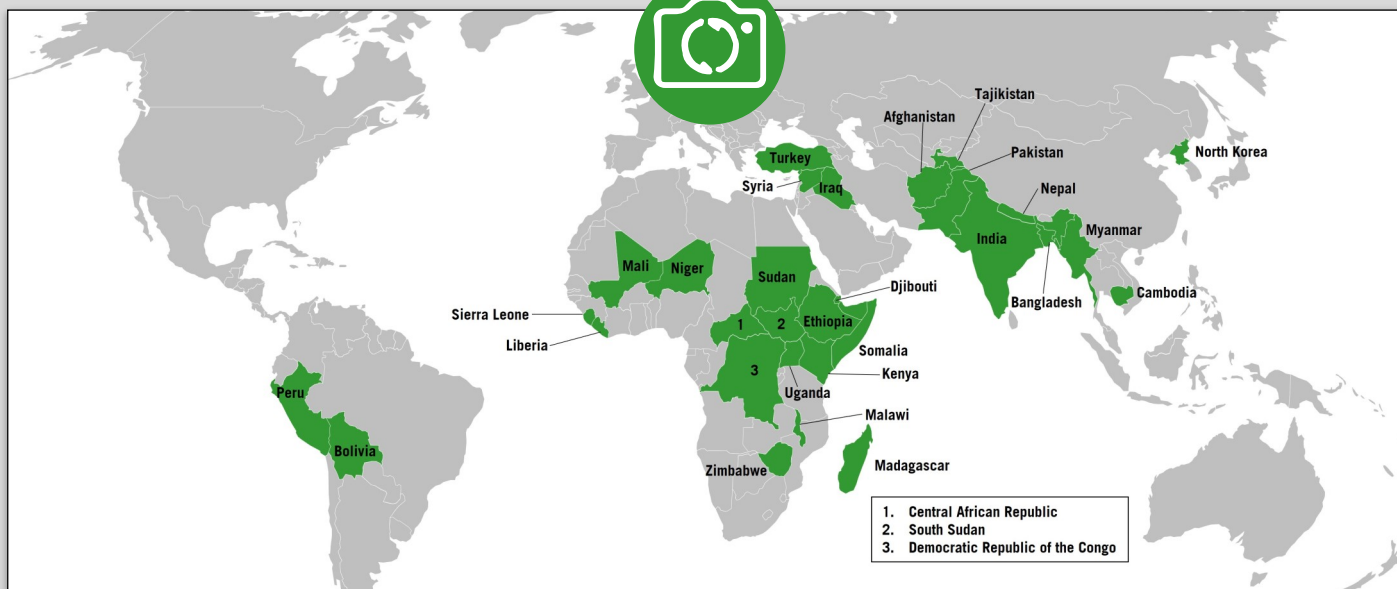 Tajikistan
Afghanistan
Pakistan
North Korea
Turkey
Syria
Iraq
Nepal
India
Myanmar
Mali
Niger
Sudan
Djibouti
Bangladesh
Cambodia
Sierra Leone
1
2
Ethiopia
Liberia
Somalia
3
Kenya
Peru
Uganda
Malawi
Bolivia
Zimbabwe
Madagascar
1. Central African Republic
2. South Sudan
3. Democratic Republic of the Congo